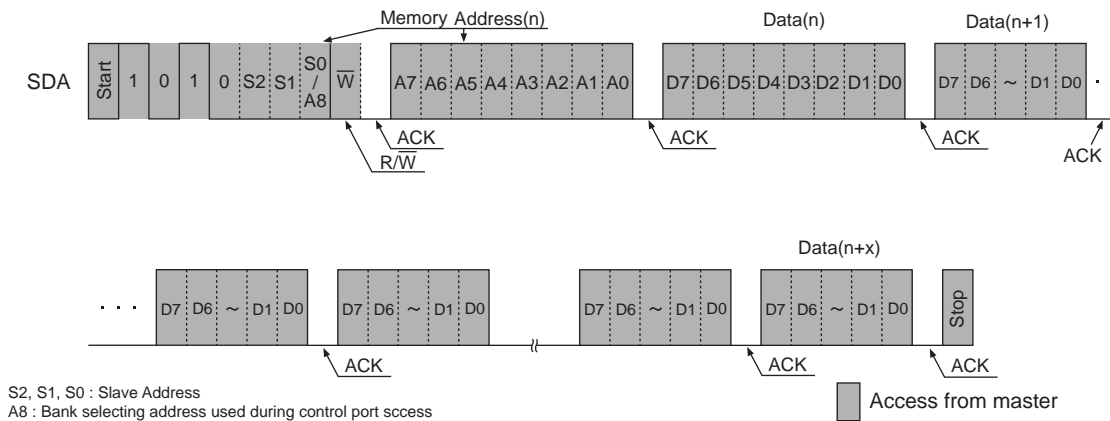 Memory Address(n)
Data(n)
Data(n+1)
SDA
Start 1 0 1 0 S2 S1 S0 / A8 W̅
A7 A6 A5 A4 A3 A2 A1 A0
D7 D6 D5 D4 D3 D2 D1 D0
D7 D6 ~ D1 D0 ·
ACK
R/W̅
ACK
ACK
ACK
Data(n+x)
· · ·
D7 D6 ~ D1 D0
D7 D6 ~ D1 D0
D7 D6 ~ D1 D0
D7 D6 ~ D1 D0
Stop
ACK
ACK
ACK
S2, S1, S0 : Slave Address
A8 : Bank selecting address used during control port sccess
Access from master